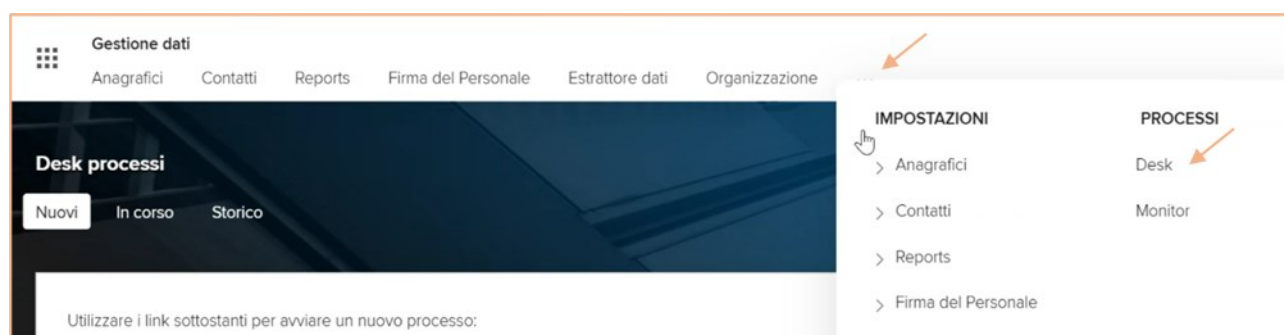 Gestione dati
Anagrafici Contatti Reports Firma del Personale Estrattore dati Organizzazione ...
IMPOSTAZIONI PROCESSI
Desk processi
Anagrafici Desk
Nuovi In corso Storico
Contatti Monitor
Reports
Firma del Personale
Utilizzare i link sottostanti per avviare un nuovo processo: